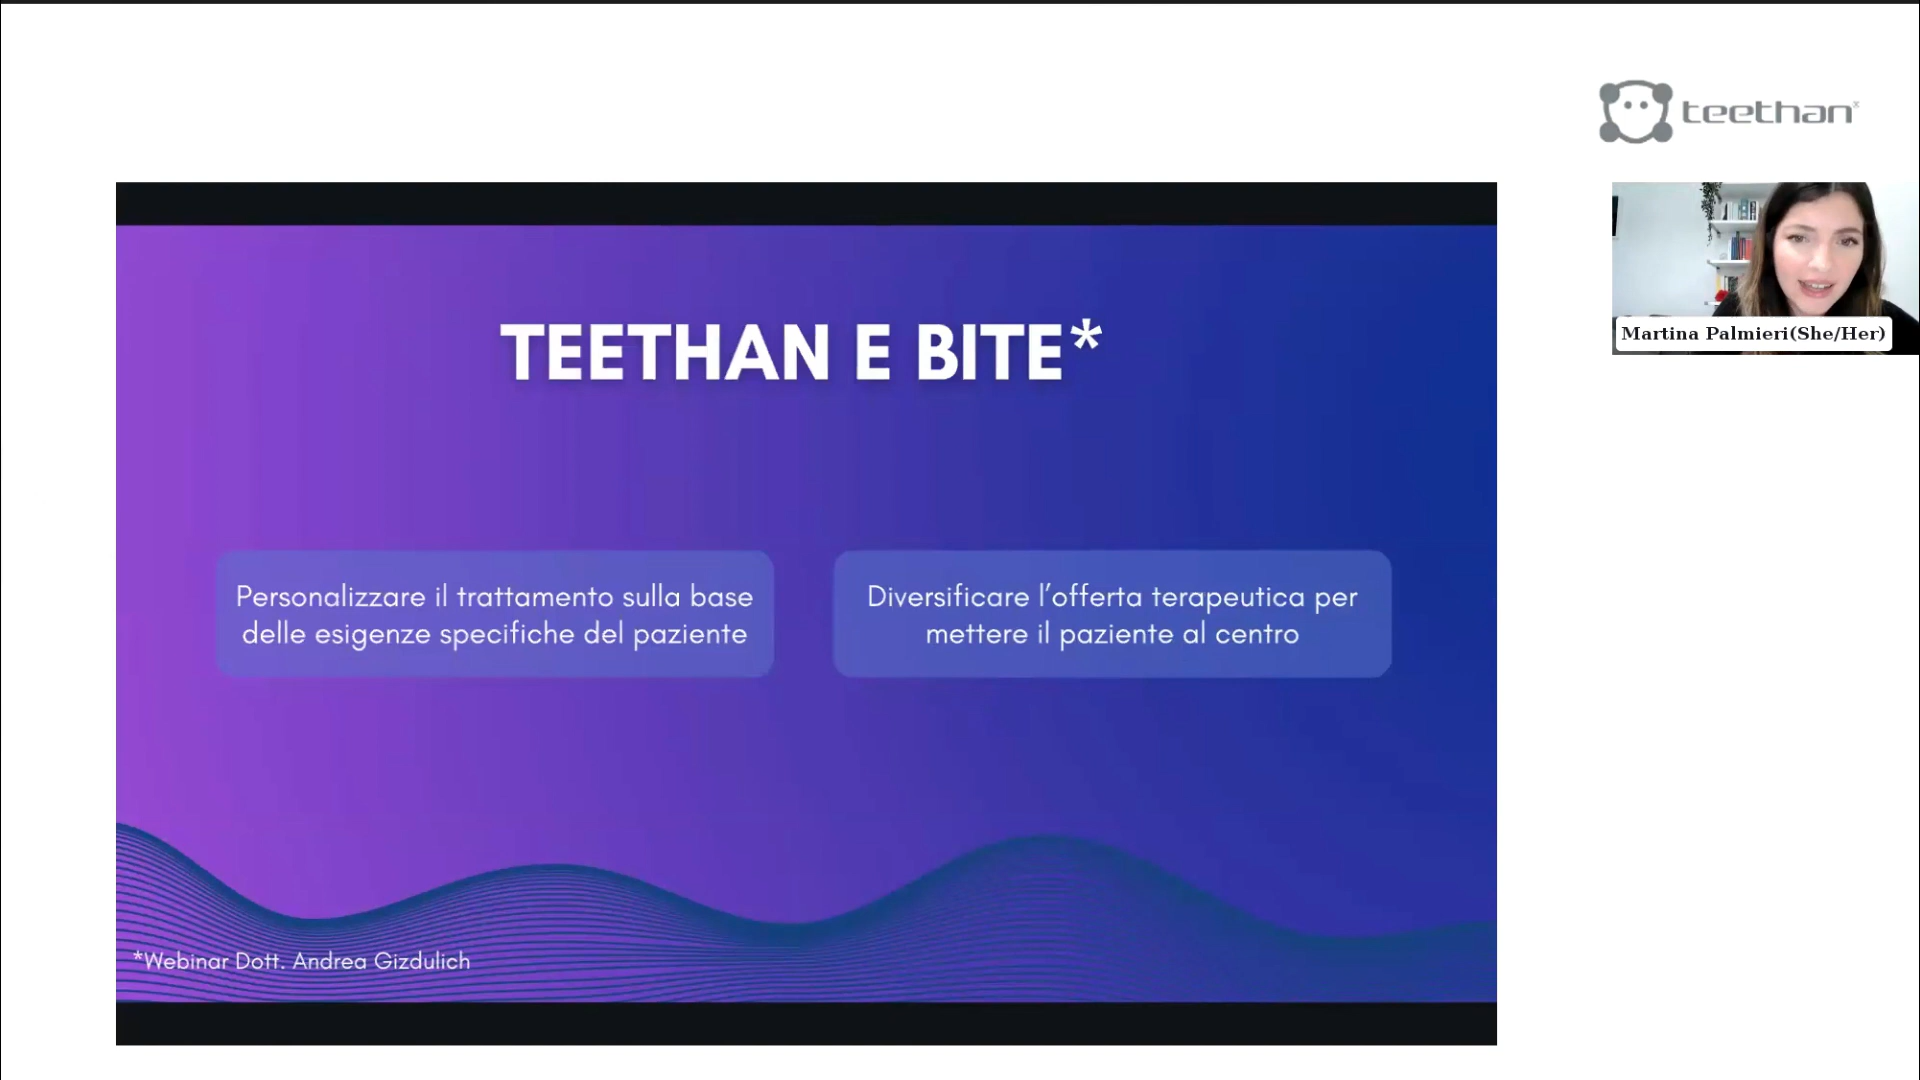 teethan
TEETHAN E BITE*
Personalizzare il trattamento sulla base
delle esigenze specifiche del paziente
Diversificare l’offerta terapeutica per
mettere il paziente al centro
*Webinar Dott. Andrea Gizdulich
Martina Palmieri(She/Her)